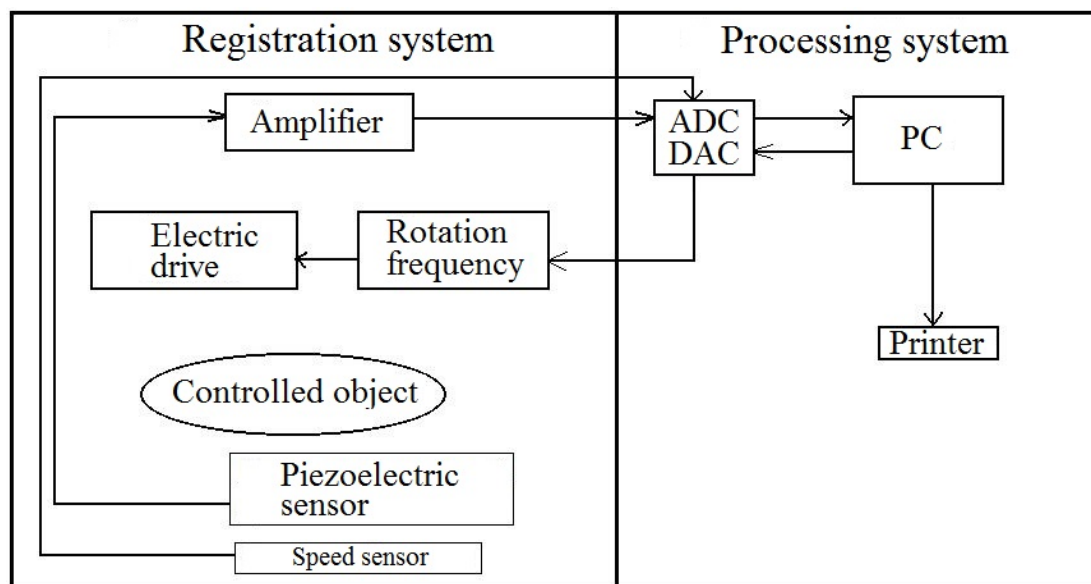 Registration system
Processing system
Amplifier
ADC
DAC
PC
Electric
drive
Rotation
frequency
Printer
Controlled object
Piezoelectric
sensor
Speed sensor